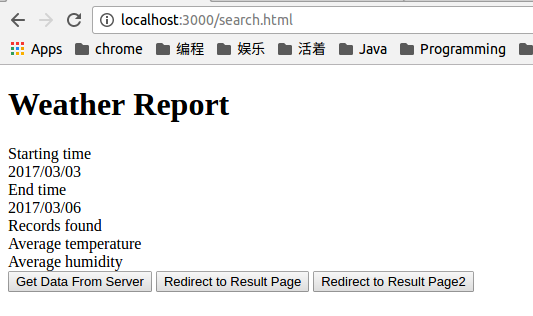 localhost:3000/search.html
Apps chrome 编程 娱乐 活着 Java Programming
Weather Report
Starting time
2017/03/03
End time
2017/03/06
Records found
Average temperature
Average humidity
Get Data From Server Redirect to Result Page Redirect to Result Page2